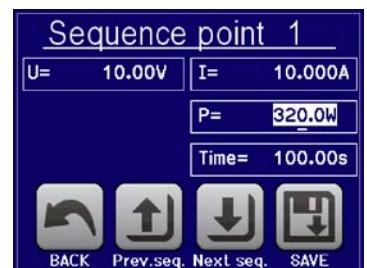 Sequence point 1
U= 10.00V I= 10.000A
P= 320.0W
Time= 100.00s
BACK Prev.seq. Next seq. SAVE